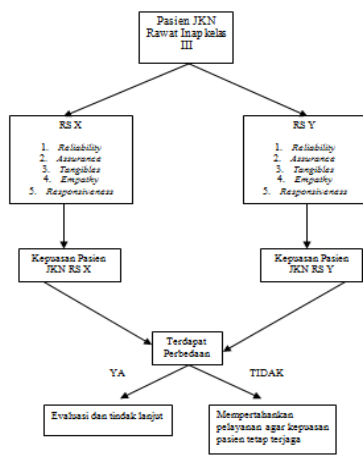 Pasien JKN
Rawat Inap kelas
III
RS X
1. Reliability
2. Assurance
3. Tangibles
4. Empathy
5. Responsiveness
RS Y
1. Reliability
2. Assurance
3. Tangibles
4. Empathy
5. Responsiveness
Kepuasan Pasien
JKN RS X
Kepuasan Pasien
JKN RS Y
Terdapat
Perbedaan
YA
TIDAK
Evaluasi dan tindak lanjut
Mempertahankan
pelayanan agar kepuasan
pasien tetap terjaga